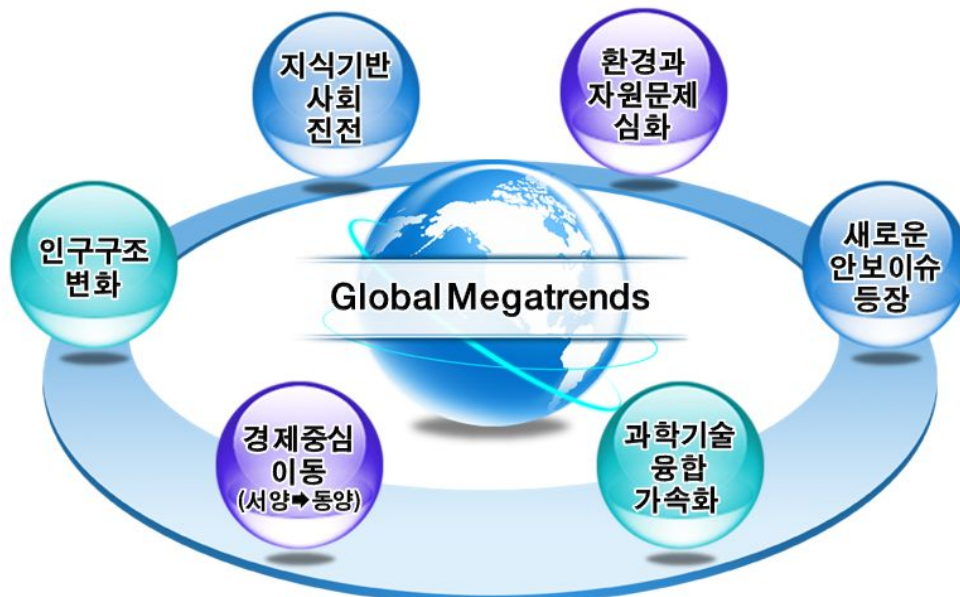 지식기반
사회
진전
환경과
자원문제
심화
인구구조
변화
새로운
안보이슈
등장
Global Megatrends
경제중심
이동
(서양➡동양)
과학기술
융합
가속화